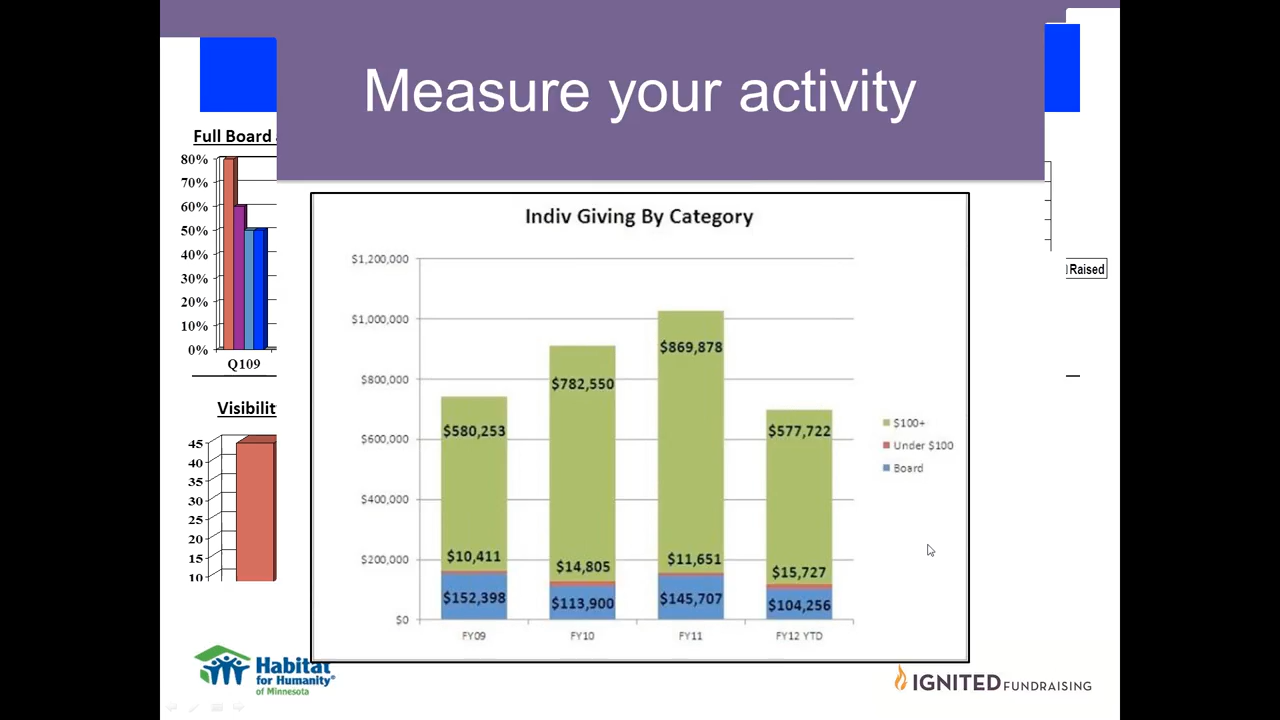 Measure your activity
Full Board
80%
70%
60%
50%
40%
30%
20%
10%
0%
Q109
Raised
Visibilit
45
40
35
30
25
20
15
10
Indiv Giving By Category
$1,200,000
$1,000,000
$800,000
$600,000
$400,000
$200,000
$0
$580,253
$10,411
$152,398
$782,550
$14,805
$113,900
$869,878
$11,651
$145,707
$577,722
$15,727
$104,256
FY09
FY10
FY11
FY12 YTD
$100+
Under $100
Board
Habitat
for Humanity®
of Minnesota
IGNITED FUNDRAISING